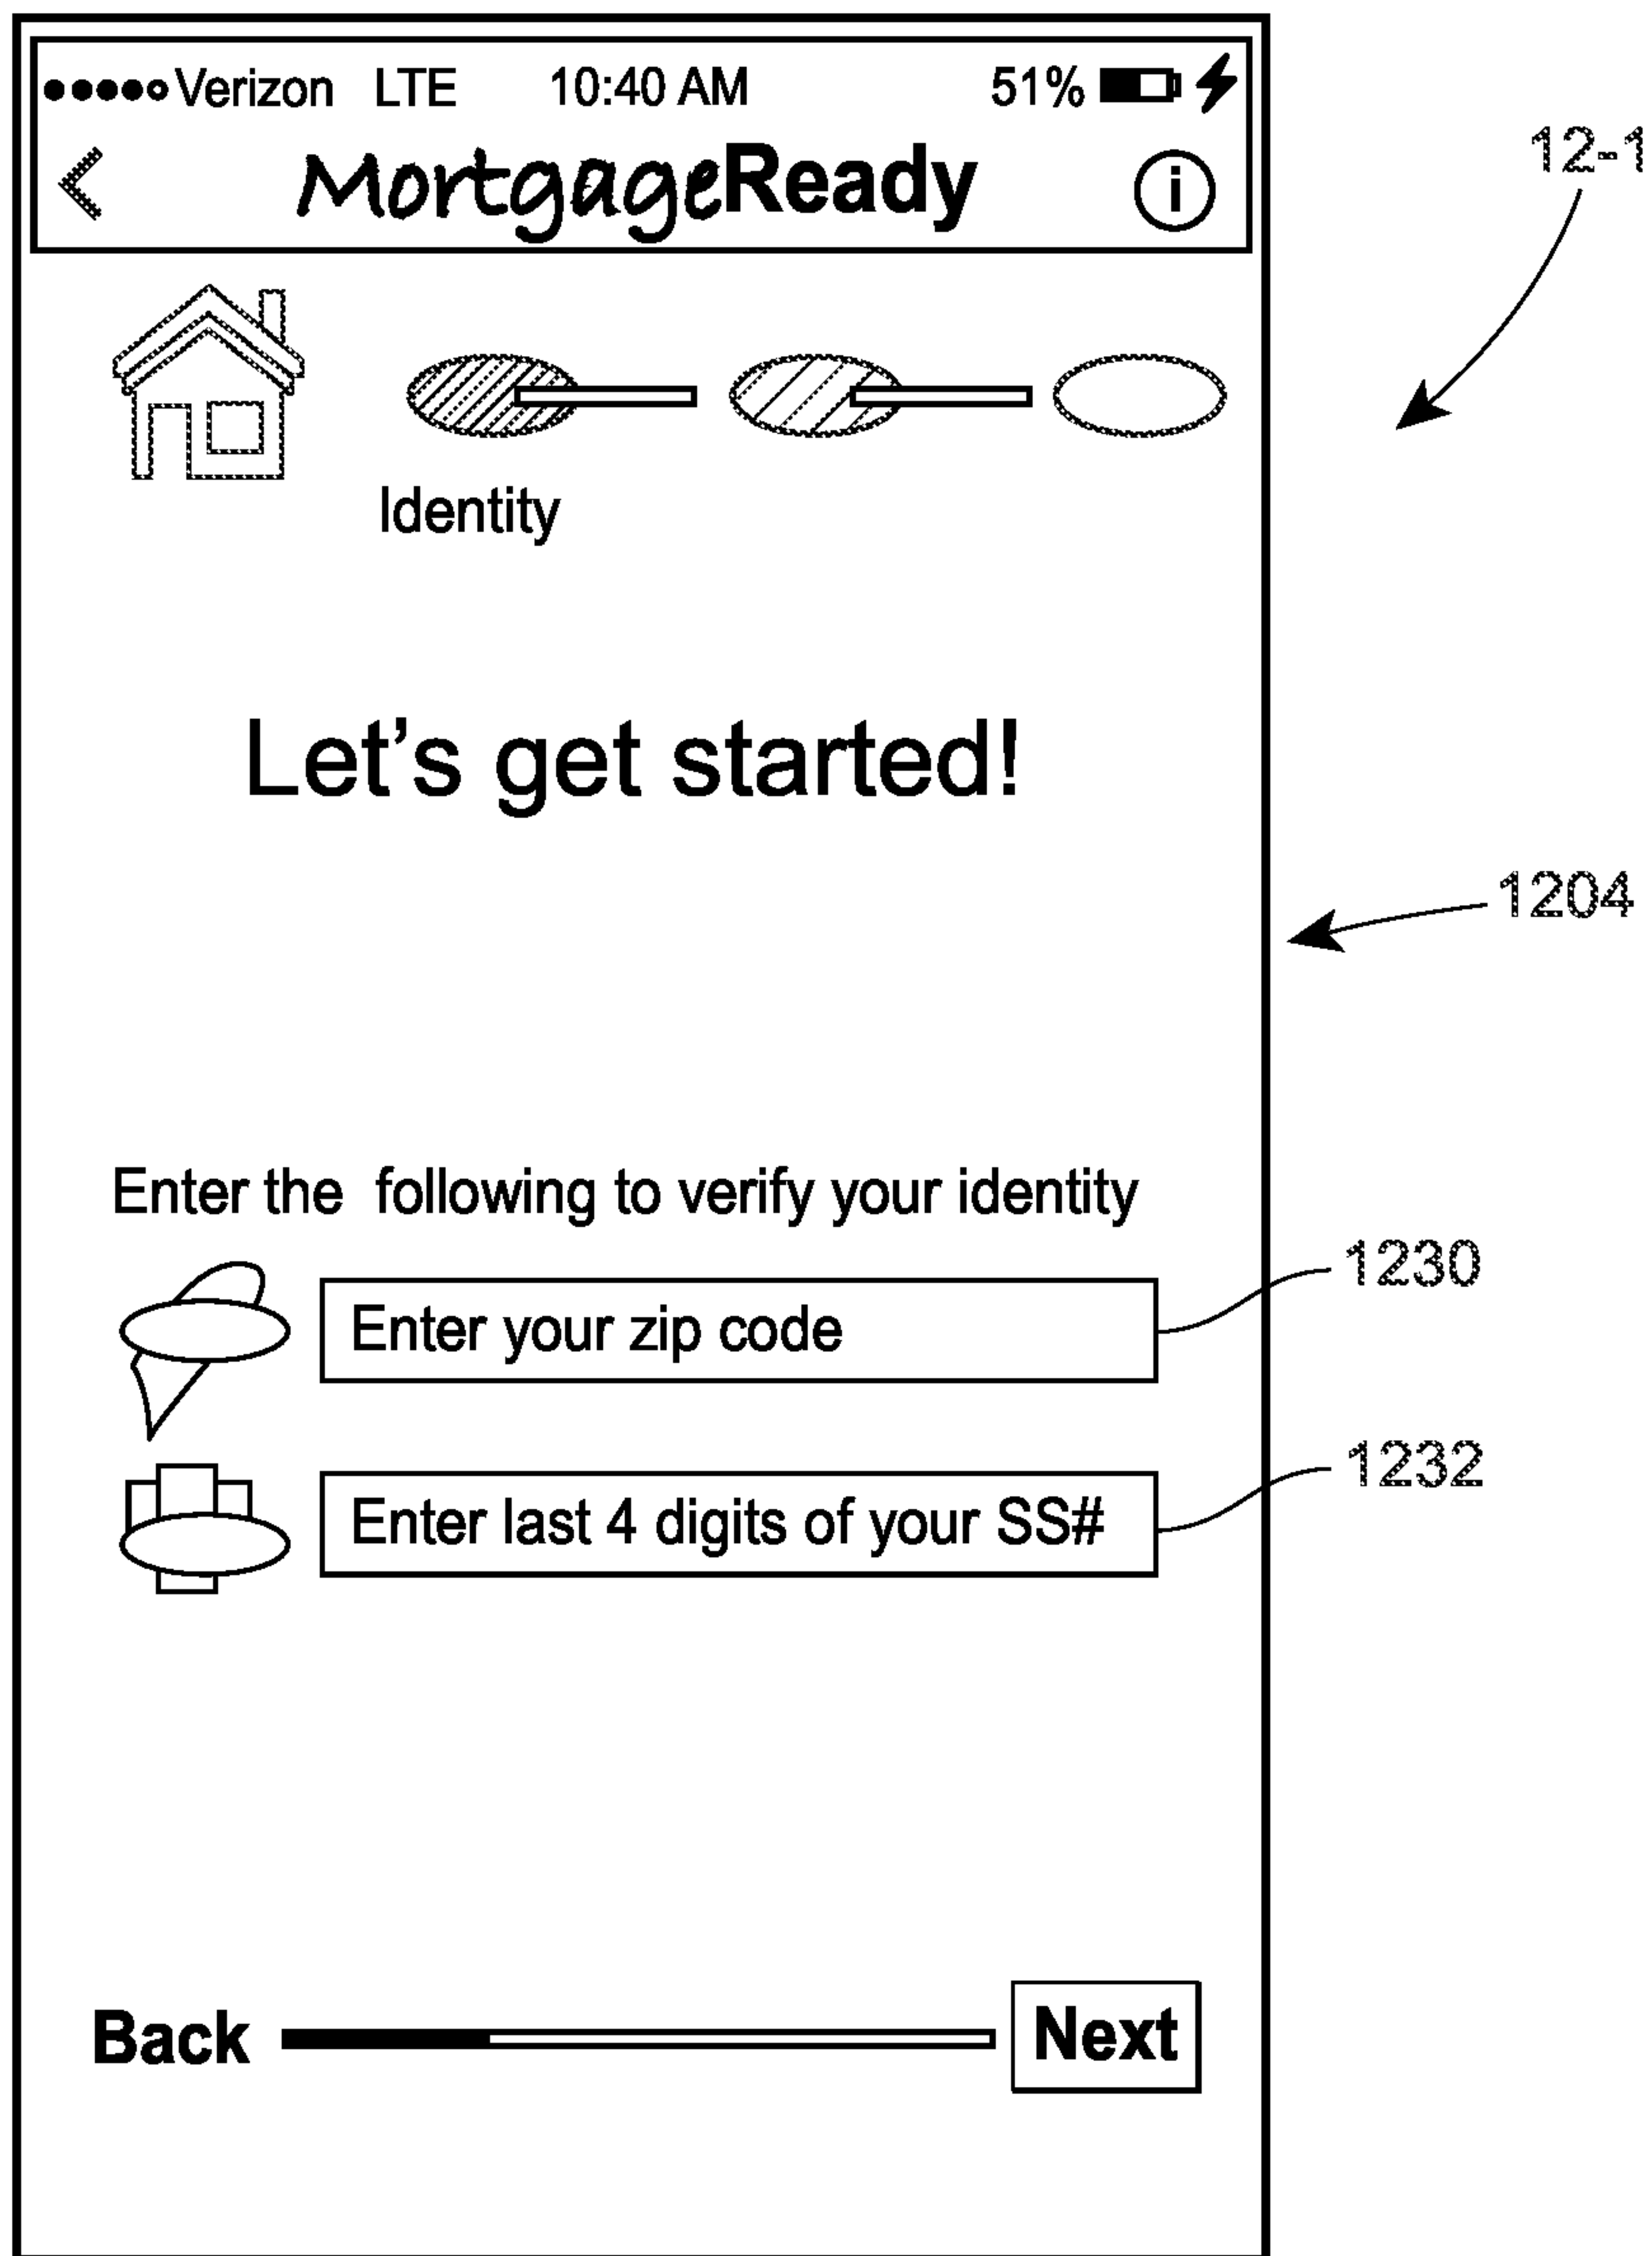 Verizon LTE 10:40 AM 51%
MortgageReady i
12-1
Identity
Let's get started!
1204
Enter the following to verify your identity
1230
Enter your zip code
1232
Enter last 4 digits of your SS#
Back Next